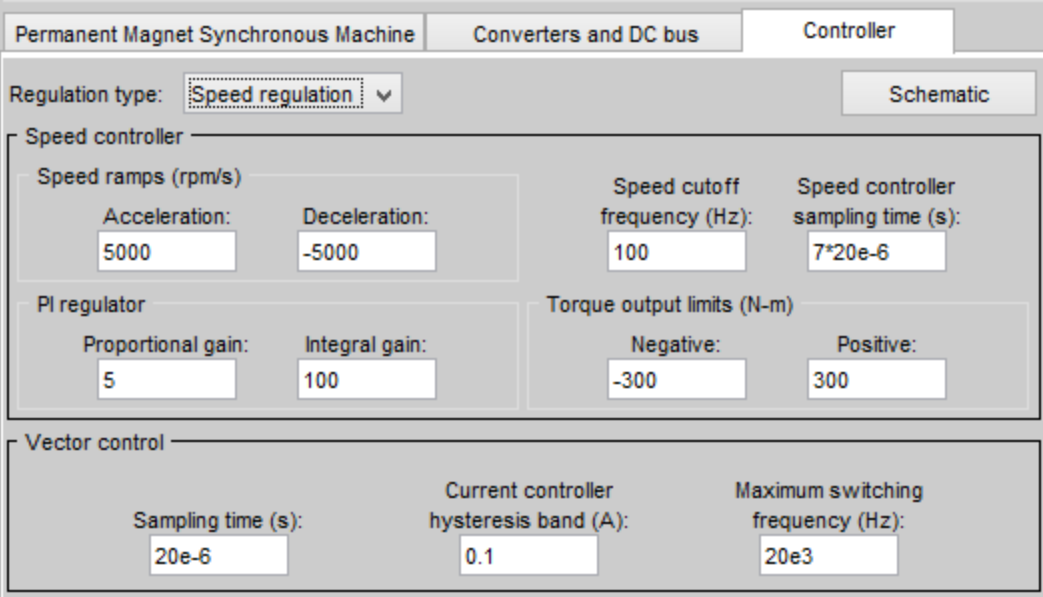 Permanent Magnet Synchronous Machine
Converters and DC bus
Controller
Regulation type:
Speed regulation
Schematic
Speed controller
Speed ramps (rpm/s)
Acceleration:
5000
Deceleration:
-5000
Speed cutoff
frequency (Hz):
100
Speed controller
sampling time (s):
7*20e-6
PI regulator
Proportional gain:
5
Integral gain:
100
Torque output limits (N-m)
Negative:
-300
Positive:
300
Vector control
Sampling time (s):
20e-6
Current controller
hysteresis band (A):
0.1
Maximum switching
frequency (Hz):
20e3